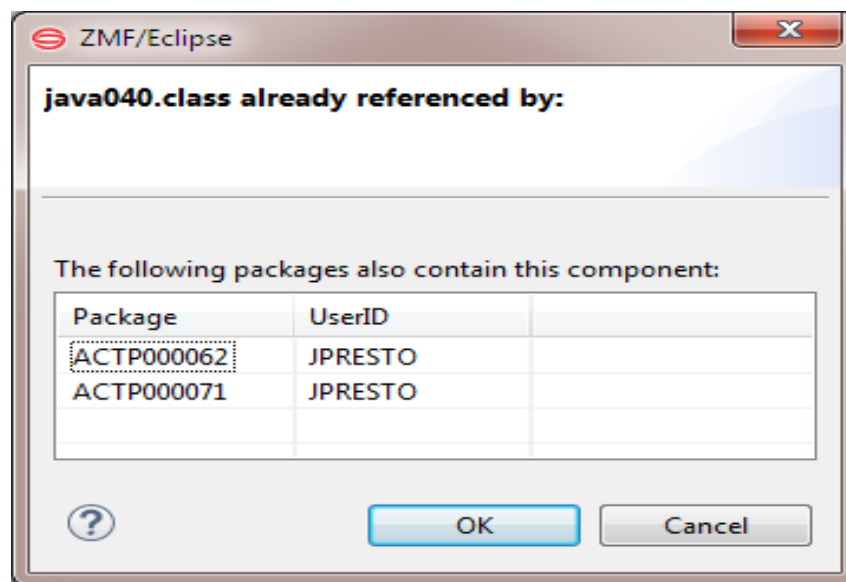 ZMF/Eclipse
java040.class already referenced by:
The following packages also contain this component:
Package UserID
ACTP000062 JPRESTO
ACTP000071 JPRESTO
? OK Cancel